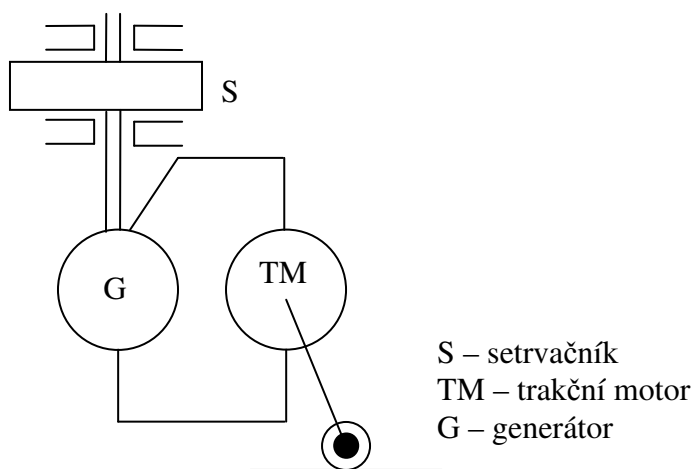 S
G
TM
S – setrvačník
TM – trakční motor
G – generátor